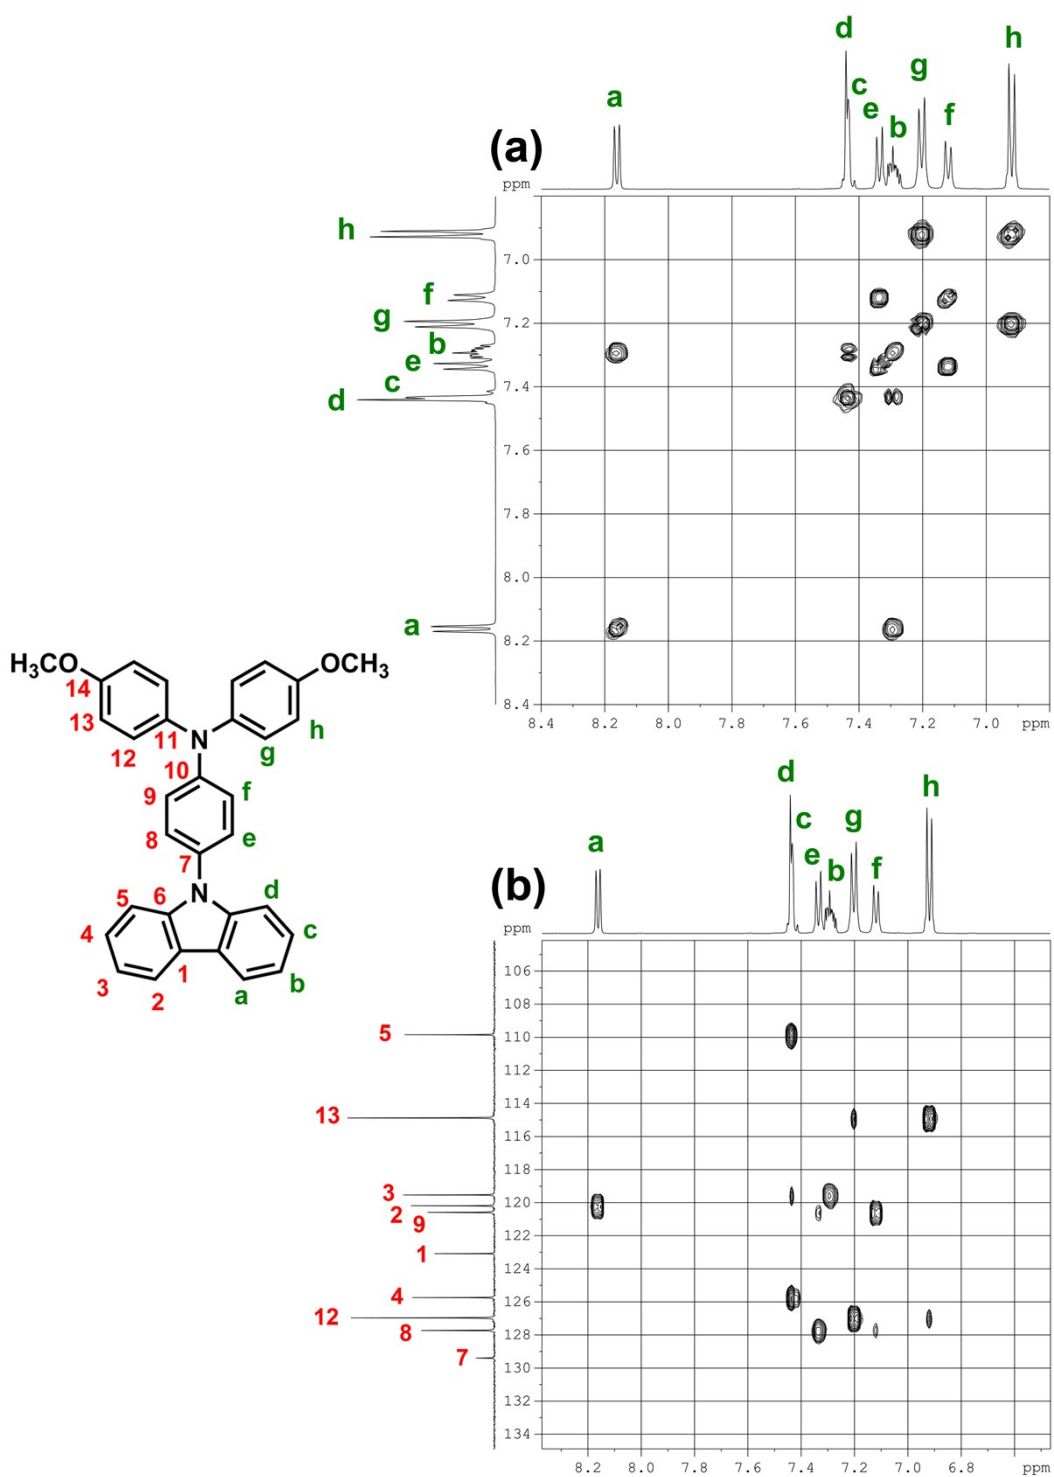 d
h
g
c
a
e
b
f
(a)
ppm
h
7.0
f
7.2
g
b
e
7.4
c
d
7.6
7.8
8.0
a
8.2
8.4
8.4 8.2 8.0 7.8 7.6 7.4 7.2 7.0 ppm
H₃CO
OCH₃
14
13
h
12
11
N
g
10
9
f
8
e
7
N
5
6
d
4
c
1
3
b
2
a
d
h
c
g
a
e
b
f
(b)
ppm
106
108
5
110
112
13
114
116
118
3
120
2
9
122
1
124
4
126
12
8
128
7
130
132
134
8.2 8.0 7.8 7.6 7.4 7.2 7.0 6.8 ppm